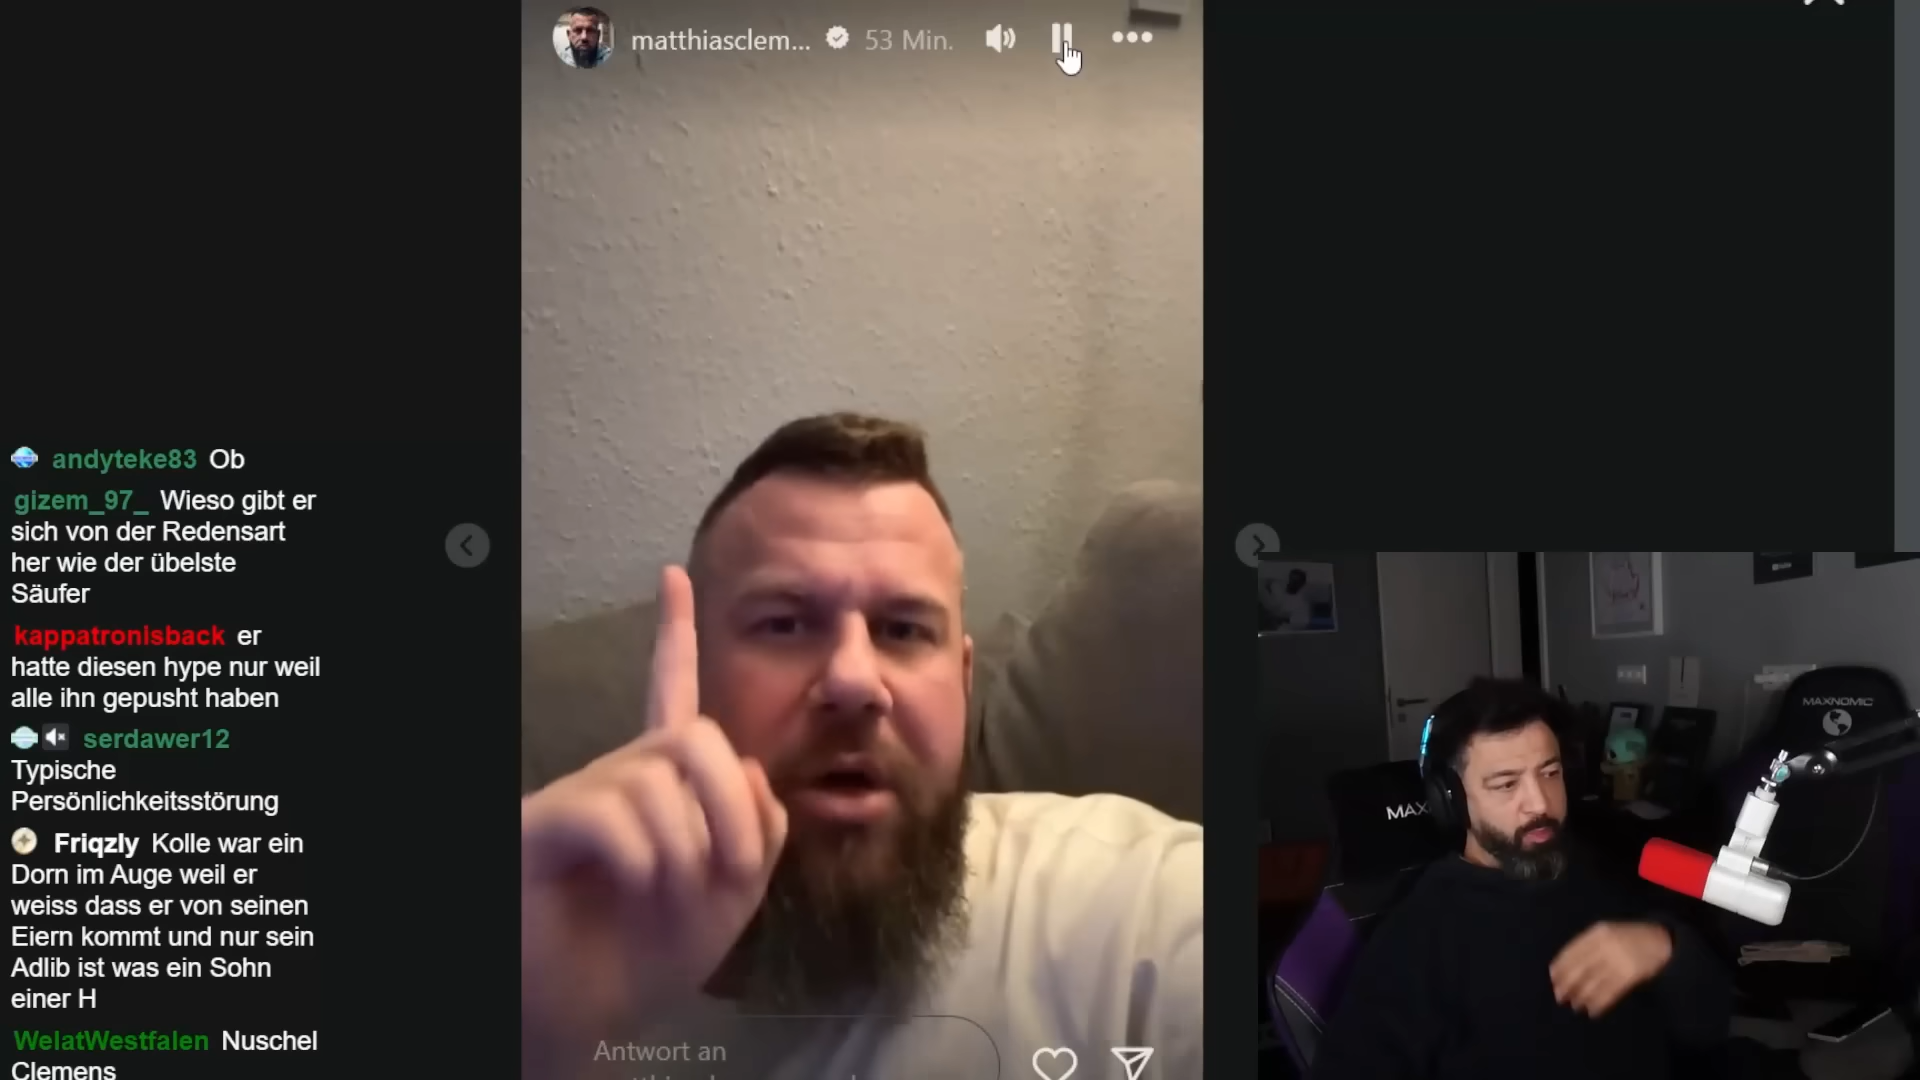 matthiasclem... 53 Min.
andyteke83 Ob
gizem_97_ Wieso gibt er
sich von der Redensart
her wie der übelste
Säufer
kappatronisback er
hatte diesen hype nur weil
alle ihn gepusht haben
serdawer12
Typische
Persönlichkeitsstörung
Friqzly Kolle war ein
Dorn im Auge weil er
weiss dass er von seinen
Eiern kommt und nur sein
Adlib ist was ein Sohn
einer H
WelatWestfalen Nuschel
Clemens
Antwort an
MAXNOMIC
MAX